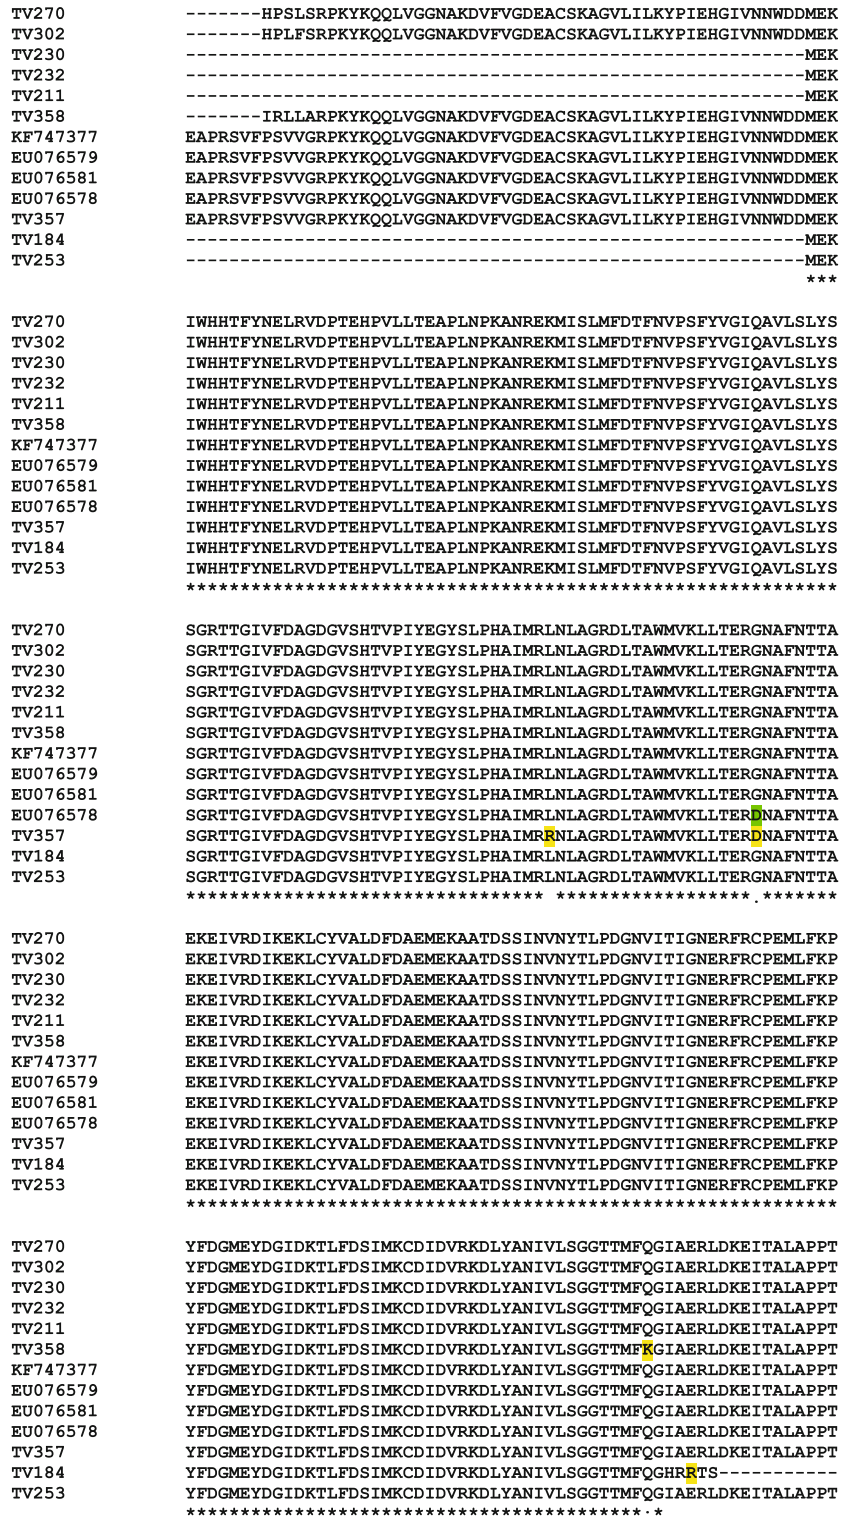 TV270 -------HPSLSRPKYKQQLVGGNAKDVFVGDEACSKAGVLILKYPIEHGIVNNWDDMEK
TV302 -------HPLFSRPKYKQQLVGGNAKDVFVGDEACSKAGVLILKYPIEHGIVNNWDDMEK
TV230 ---------------------------------------------------------MEK
TV232 ---------------------------------------------------------MEK
TV211 ---------------------------------------------------------MEK
TV358 -------IRLLARPKYKQQLVGGNAKDVFVGDEACSKAGVLILKYPIEHGIVNNWDDMEK
KF747377 EAPRSVFPSVVGRPKYKQQLVGGNAKDVFVGDEACSKAGVLILKYPIEHGIVNNWDDMEK
EU076579 EAPRSVFPSVVGRPKYKQQLVGGNAKDVFVGDEACSKAGVLILKYPIEHGIVNNWDDMEK
EU076581 EAPRSVFPSVVGRPKYKQQLVGGNAKDVFVGDEACSKAGVLILKYPIEHGIVNNWDDMEK
EU076578 EAPRSVFPSVVGRPKYKQQLVGGNAKDVFVGDEACSKAGVLILKYPIEHGIVNNWDDMEK
TV357 EAPRSVFPSVVGRPKYKQQLVGGNAKDVFVGDEACSKAGVLILKYPIEHGIVNNWDDMEK
TV184 ---------------------------------------------------------MEK
TV253 ---------------------------------------------------------MEK
***
TV270 IWHHTFYNELRVDPTEHPVLLTEAPLNPKANREKMISLMFDTFNVPSFYVGIQAVLSLYS
TV302 IWHHTFYNELRVDPTEHPVLLTEAPLNPKANREKMISLMFDTFNVPSFYVGIQAVLSLYS
TV230 IWHHTFYNELRVDPTEHPVLLTEAPLNPKANREKMISLMFDTFNVPSFYVGIQAVLSLYS
TV232 IWHHTFYNELRVDPTEHPVLLTEAPLNPKANREKMISLMFDTFNVPSFYVGIQAVLSLYS
TV211 IWHHTFYNELRVDPTEHPVLLTEAPLNPKANREKMISLMFDTFNVPSFYVGIQAVLSLYS
TV358 IWHHTFYNELRVDPTEHPVLLTEAPLNPKANREKMISLMFDTFNVPSFYVGIQAVLSLYS
KF747377 IWHHTFYNELRVDPTEHPVLLTEAPLNPKANREKMISLMFDTFNVPSFYVGIQAVLSLYS
EU076579 IWHHTFYNELRVDPTEHPVLLTEAPLNPKANREKMISLMFDTFNVPSFYVGIQAVLSLYS
EU076581 IWHHTFYNELRVDPTEHPVLLTEAPLNPKANREKMISLMFDTFNVPSFYVGIQAVLSLYS
EU076578 IWHHTFYNELRVDPTEHPVLLTEAPLNPKANREKMISLMFDTFNVPSFYVGIQAVLSLYS
TV357 IWHHTFYNELRVDPTEHPVLLTEAPLNPKANREKMISLMFDTFNVPSFYVGIQAVLSLYS
TV184 IWHHTFYNELRVDPTEHPVLLTEAPLNPKANREKMISLMFDTFNVPSFYVGIQAVLSLYS
TV253 IWHHTFYNELRVDPTEHPVLLTEAPLNPKANREKMISLMFDTFNVPSFYVGIQAVLSLYS
************************************************************
TV270 SGRTTGIVFDAGDGVSHTVPIYEGYSLPHAIMRLNLAGRDLTAWMVKLLTERGNAFNTTA
TV302 SGRTTGIVFDAGDGVSHTVPIYEGYSLPHAIMRLNLAGRDLTAWMVKLLTERGNAFNTTA
TV230 SGRTTGIVFDAGDGVSHTVPIYEGYSLPHAIMRLNLAGRDLTAWMVKLLTERGNAFNTTA
TV232 SGRTTGIVFDAGDGVSHTVPIYEGYSLPHAIMRLNLAGRDLTAWMVKLLTERGNAFNTTA
TV211 SGRTTGIVFDAGDGVSHTVPIYEGYSLPHAIMRLNLAGRDLTAWMVKLLTERGNAFNTTA
TV358 SGRTTGIVFDAGDGVSHTVPIYEGYSLPHAIMRLNLAGRDLTAWMVKLLTERGNAFNTTA
KF747377 SGRTTGIVFDAGDGVSHTVPIYEGYSLPHAIMRLNLAGRDLTAWMVKLLTERGNAFNTTA
EU076579 SGRTTGIVFDAGDGVSHTVPIYEGYSLPHAIMRLNLAGRDLTAWMVKLLTERGNAFNTTA
EU076581 SGRTTGIVFDAGDGVSHTVPIYEGYSLPHAIMRLNLAGRDLTAWMVKLLTERGNAFNTTA
EU076578 SGRTTGIVFDAGDGVSHTVPIYEGYSLPHAIMRLNLAGRDLTAWMVKLLTERDNAFNTTA
TV357 SGRTTGIVFDAGDGVSHTVPIYEGYSLPHAIMRRNLAGRDLTAWMVKLLTERDNAFNTTA
TV184 SGRTTGIVFDAGDGVSHTVPIYEGYSLPHAIMRLNLAGRDLTAWMVKLLTERGNAFNTTA
TV253 SGRTTGIVFDAGDGVSHTVPIYEGYSLPHAIMRLNLAGRDLTAWMVKLLTERGNAFNTTA
********************************* ******************.*******
TV270 EKEIVRDIKEKLCYVALDFDAEMEKAATDSSINVNYTLPDGNVITIGNERFRCPEMLFKP
TV302 EKEIVRDIKEKLCYVALDFDAEMEKAATDSSINVNYTLPDGNVITIGNERFRCPEMLFKP
TV230 EKEIVRDIKEKLCYVALDFDAEMEKAATDSSINVNYTLPDGNVITIGNERFRCPEMLFKP
TV232 EKEIVRDIKEKLCYVALDFDAEMEKAATDSSINVNYTLPDGNVITIGNERFRCPEMLFKP
TV211 EKEIVRDIKEKLCYVALDFDAEMEKAATDSSINVNYTLPDGNVITIGNERFRCPEMLFKP
TV358 EKEIVRDIKEKLCYVALDFDAEMEKAATDSSINVNYTLPDGNVITIGNERFRCPEMLFKP
KF747377 EKEIVRDIKEKLCYVALDFDAEMEKAATDSSINVNYTLPDGNVITIGNERFRCPEMLFKP
EU076579 EKEIVRDIKEKLCYVALDFDAEMEKAATDSSINVNYTLPDGNVITIGNERFRCPEMLFKP
EU076581 EKEIVRDIKEKLCYVALDFDAEMEKAATDSSINVNYTLPDGNVITIGNERFRCPEMLFKP
EU076578 EKEIVRDIKEKLCYVALDFDAEMEKAATDSSINVNYTLPDGNVITIGNERFRCPEMLFKP
TV357 EKEIVRDIKEKLCYVALDFDAEMEKAATDSSINVNYTLPDGNVITIGNERFRCPEMLFKP
TV184 EKEIVRDIKEKLCYVALDFDAEMEKAATDSSINVNYTLPDGNVITIGNERFRCPEMLFKP
TV253 EKEIVRDIKEKLCYVALDFDAEMEKAATDSSINVNYTLPDGNVITIGNERFRCPEMLFKP
************************************************************
TV270 YFDGMEYDGIDKTLFDSIMKCDIDVRKDLYANIVLSGGTTMFQGIAERLDKEITALAPPT
TV302 YFDGMEYDGIDKTLFDSIMKCDIDVRKDLYANIVLSGGTTMFQGIAERLDKEITALAPPT
TV230 YFDGMEYDGIDKTLFDSIMKCDIDVRKDLYANIVLSGGTTMFQGIAERLDKEITALAPPT
TV232 YFDGMEYDGIDKTLFDSIMKCDIDVRKDLYANIVLSGGTTMFQGIAERLDKEITALAPPT
TV211 YFDGMEYDGIDKTLFDSIMKCDIDVRKDLYANIVLSGGTTMFQGIAERLDKEITALAPPT
TV358 YFDGMEYDGIDKTLFDSIMKCDIDVRKDLYANIVLSGGTTMFKGIAERLDKEITALAPPT
KF747377 YFDGMEYDGIDKTLFDSIMKCDIDVRKDLYANIVLSGGTTMFQGIAERLDKEITALAPPT
EU076579 YFDGMEYDGIDKTLFDSIMKCDIDVRKDLYANIVLSGGTTMFQGIAERLDKEITALAPPT
EU076581 YFDGMEYDGIDKTLFDSIMKCDIDVRKDLYANIVLSGGTTMFQGIAERLDKEITALAPPT
EU076578 YFDGMEYDGIDKTLFDSIMKCDIDVRKDLYANIVLSGGTTMFQGIAERLDKEITALAPPT
TV357 YFDGMEYDGIDKTLFDSIMKCDIDVRKDLYANIVLSGGTTMFQGIAERLDKEITALAPPT
TV184 YFDGMEYDGIDKTLFDSIMKCDIDVRKDLYANIVLSGGTTMFQGHRRTS-----------
TV253 YFDGMEYDGIDKTLFDSIMKCDIDVRKDLYANIVLSGGTTMFQGIAERLDKEITALAPPT
******************************************.*